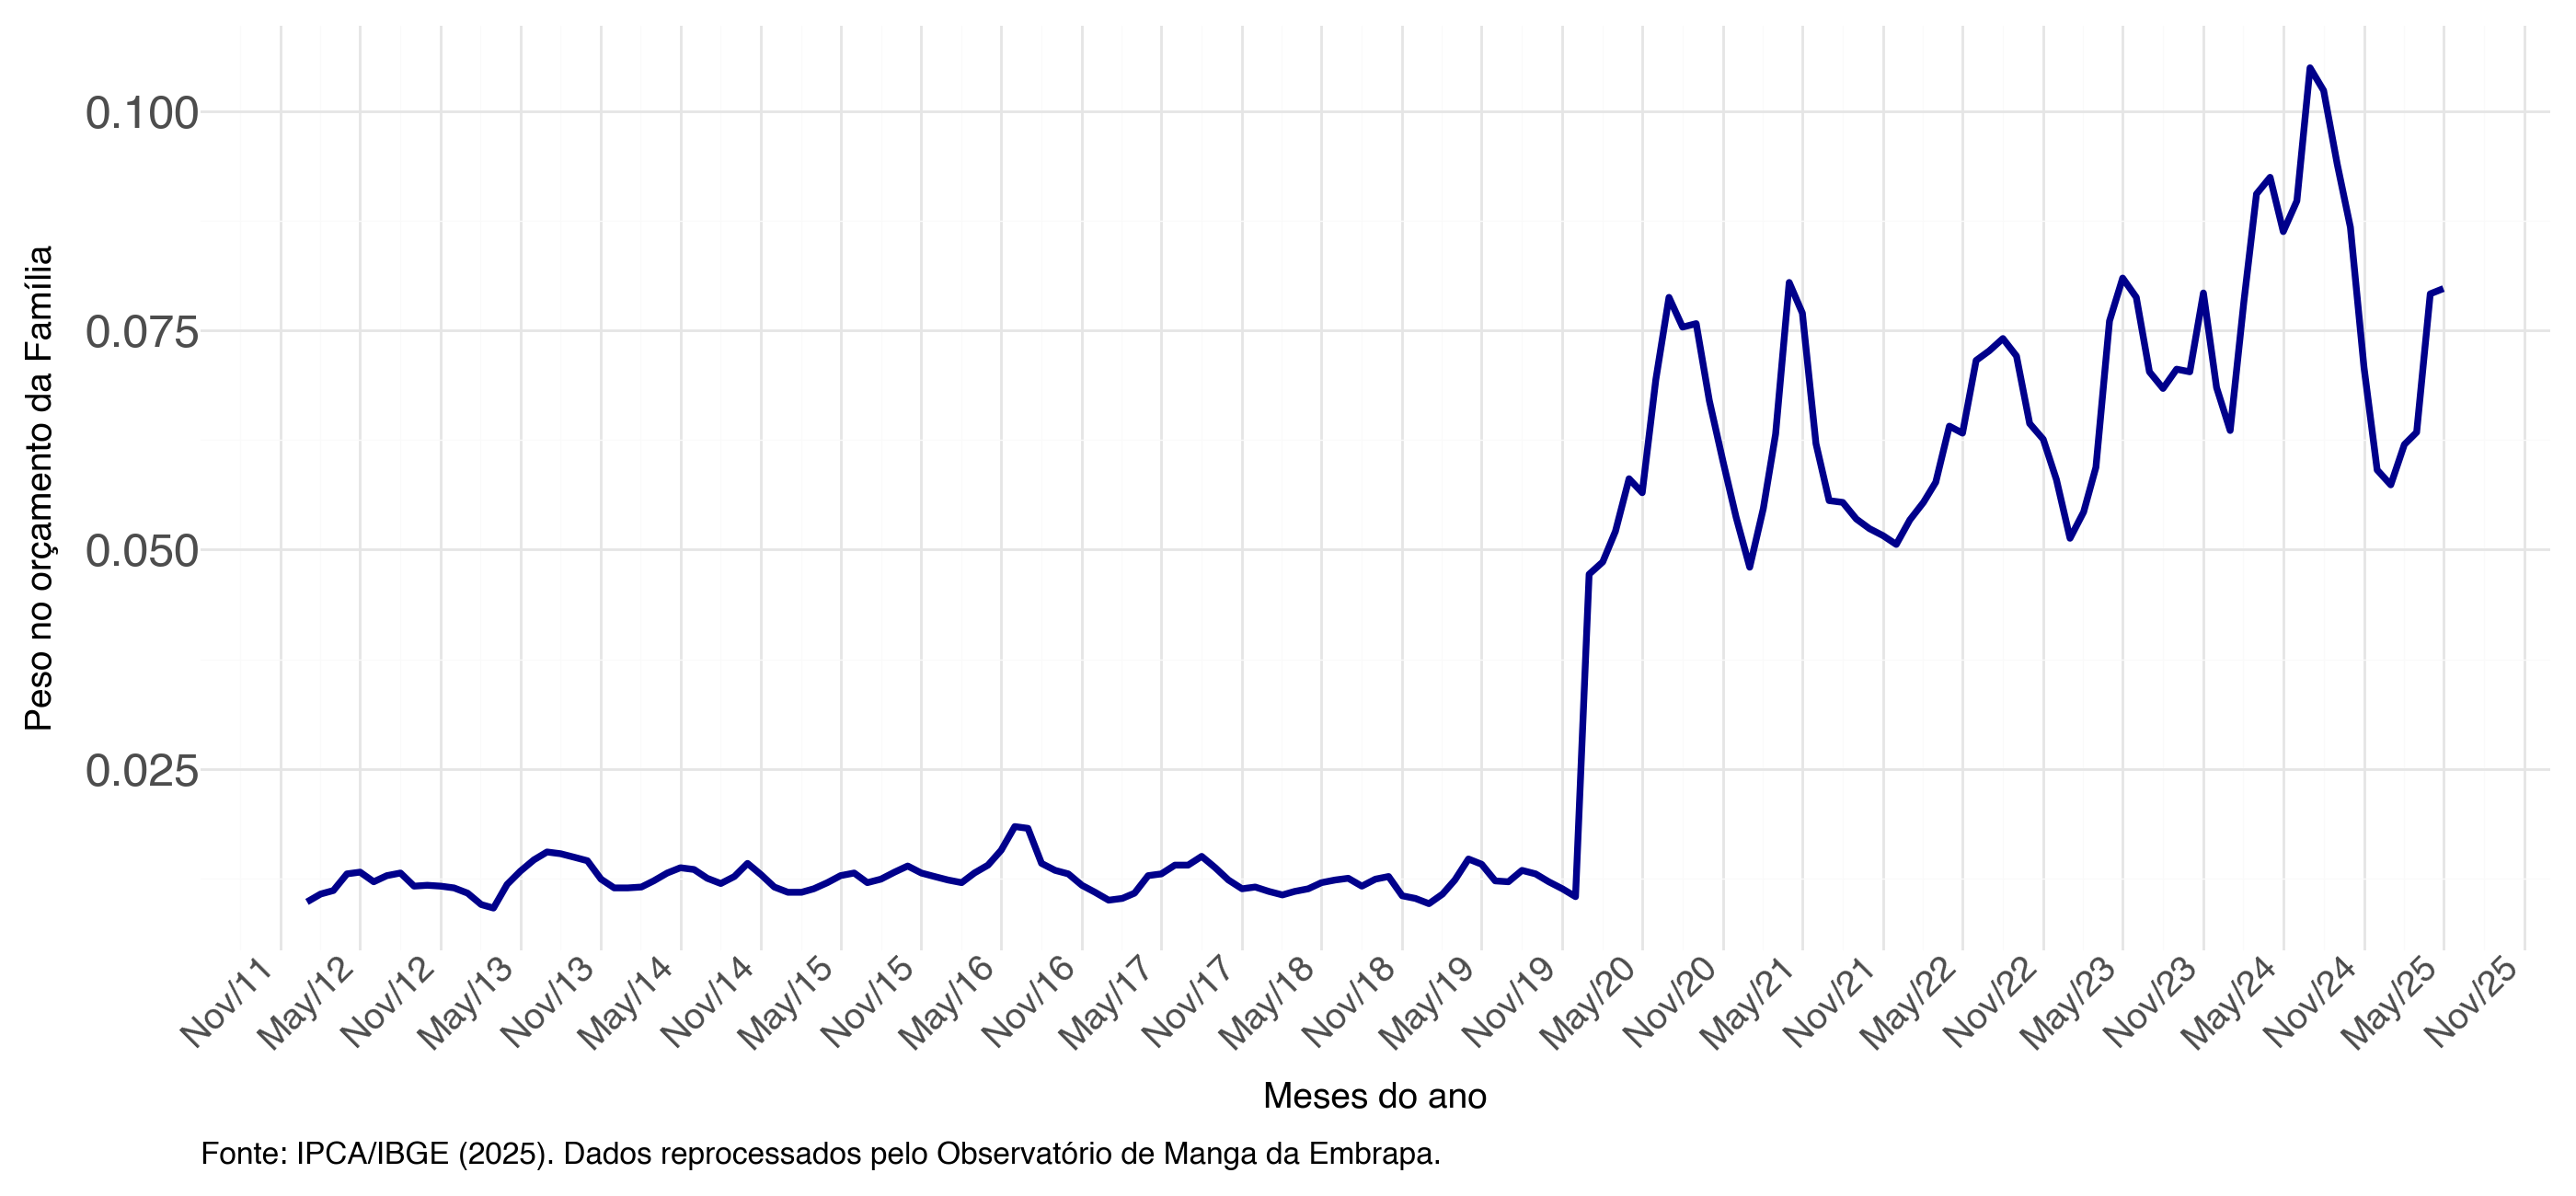 Peso no orçamento da Família
0.100
0.075
0.050
0.025
Nov/11
May/12
Nov/12
May/13
Nov/13
May/14
Nov/14
May/15
Nov/15
May/16
Nov/16
May/17
Nov/17
May/18
Nov/18
May/19
Nov/19
May/20
Nov/20
May/21
Nov/21
May/22
Nov/22
May/23
Nov/23
May/24
Nov/24
May/25
Nov/25
Meses do ano
Fonte: IPCA/IBGE (2025). Dados reprocessados pelo Observatório de Manga da Embrapa.